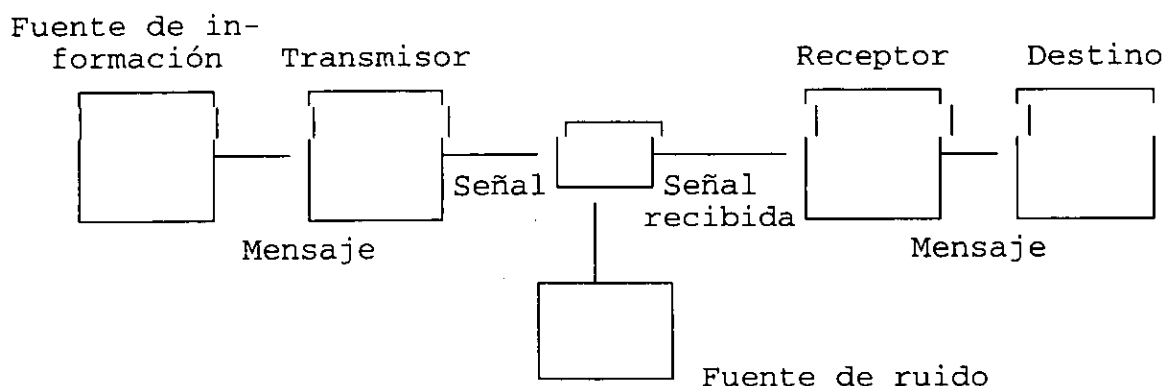 Fuente de in-
formación
Transmisor
Receptor
Destino
Señal
Señal
recibida
Mensaje
Mensaje
Fuente de ruido